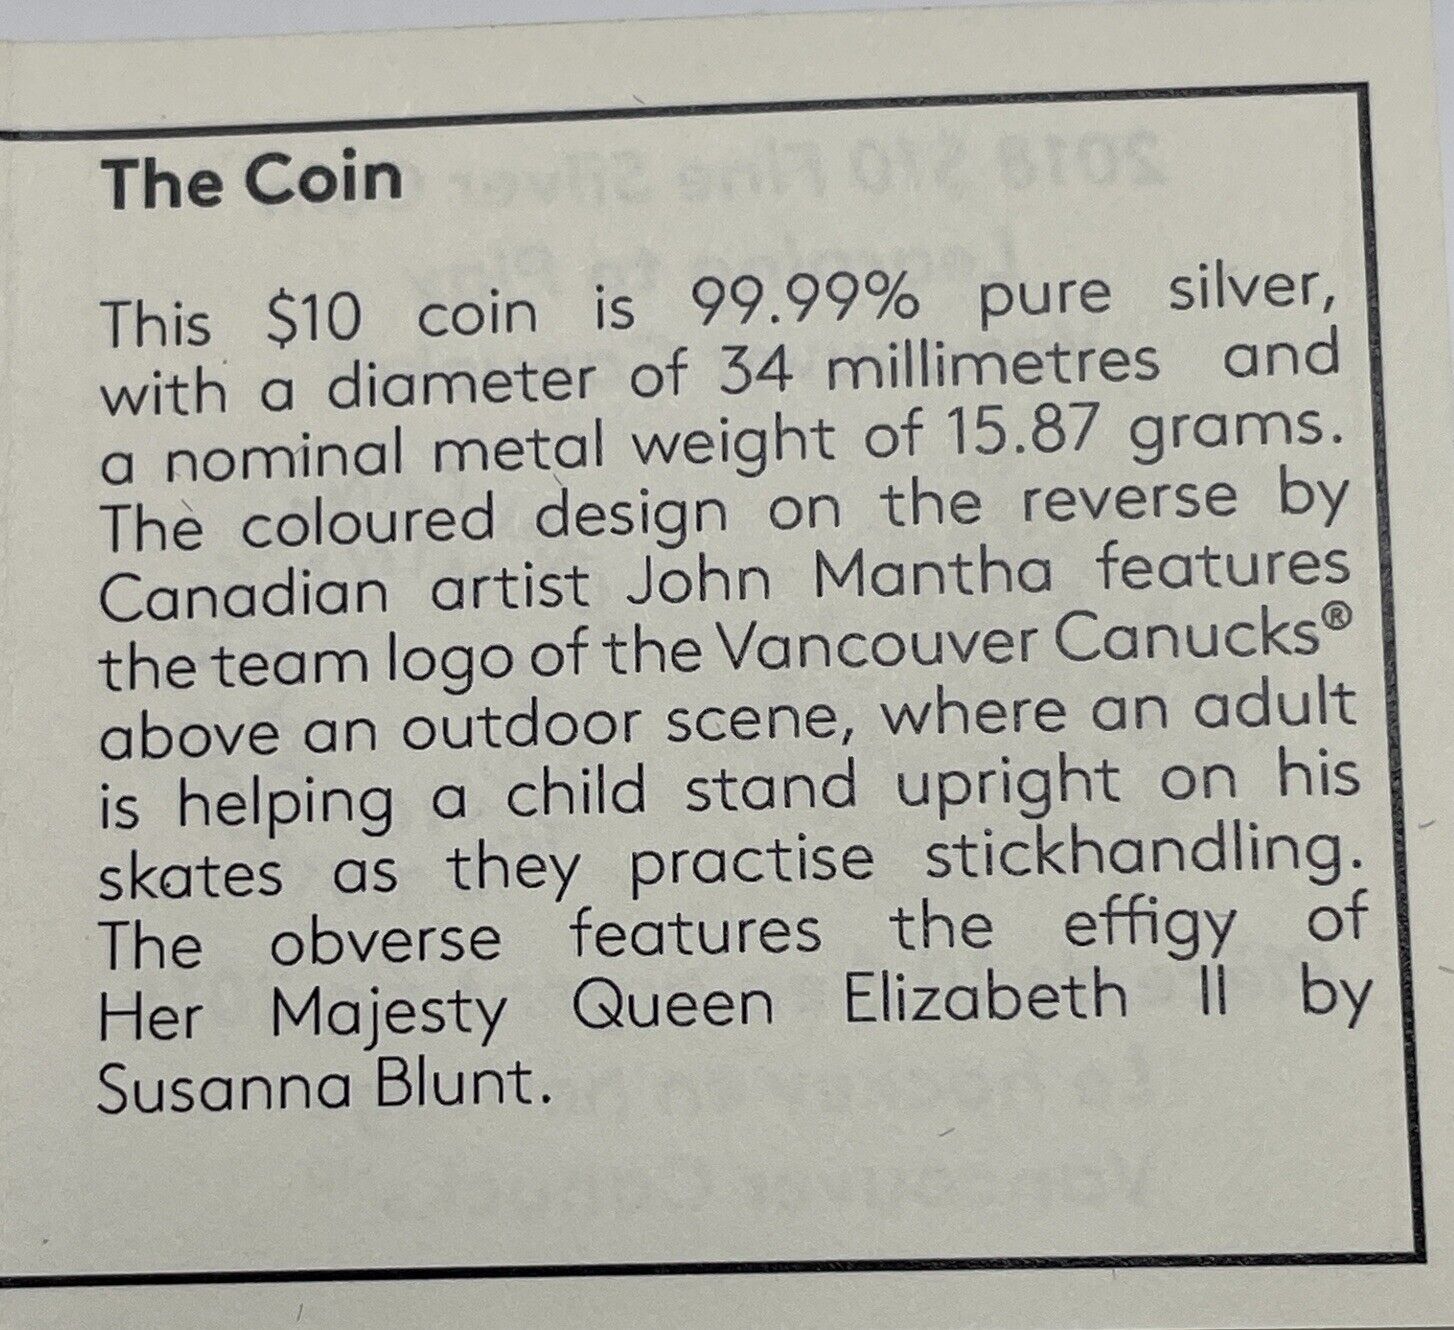 The Coin
This $10 coin is 99.99% pure silver,
with a diameter of 34 millimetres and
a nominal metal weight of 15.87 grams.
The coloured design on the reverse by
Canadian artist John Mantha features
the team logo of the Vancouver Canucks®
above an outdoor scene, where an adult
is helping a child stand upright on his
skates as they practise stickhandling.
The obverse features the effigy of
Her Majesty Queen Elizabeth II by
Susanna Blunt.